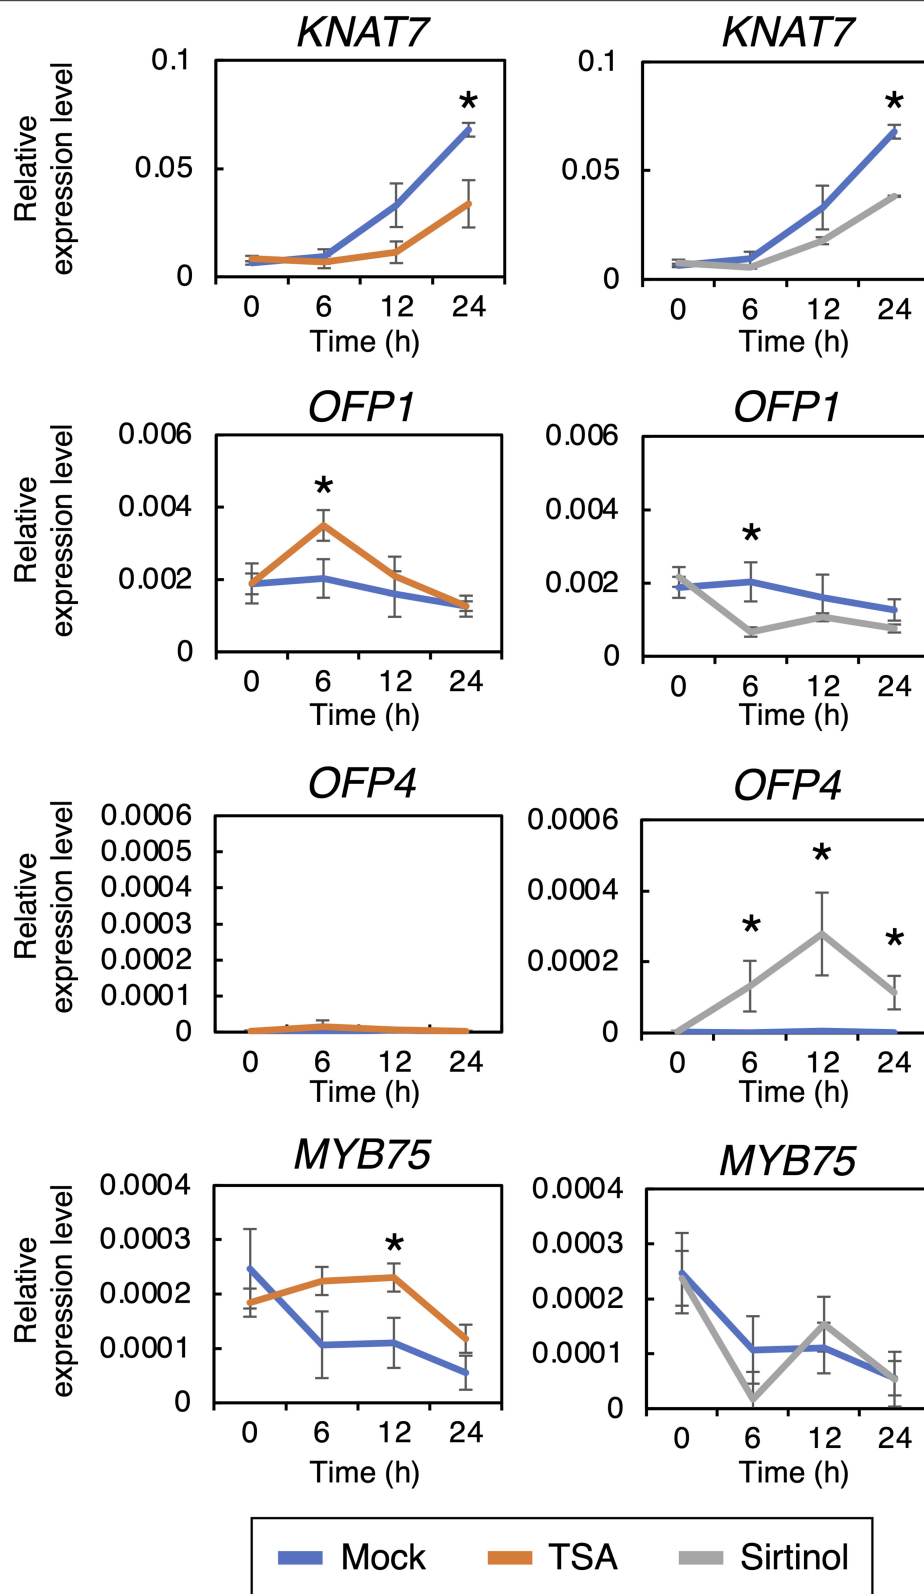 KNAT7
KNAT7
Relative
expression level
0.1
0.05
0
*
0 6 12 24
Time (h)
0.1
0.05
0
*
0 6 12 24
Time (h)
OFP1
OFP1
Relative
expression level
0.006
0.004
0.002
0
*
0 6 12 24
Time (h)
0.006
0.004
0.002
0
*
0 6 12 24
Time (h)
OFP4
OFP4
Relative
expression level
0.0006
0.0005
0.0004
0.0003
0.0002
0.0001
0
0 6 12 24
Time (h)
0.0006
0.0004
0.0002
0
* * *
0 6 12 24
Time (h)
MYB75
MYB75
Relative
expression level
0.0004
0.0003
0.0002
0.0001
0
*
0 6 12 24
Time (h)
0.0004
0.0003
0.0002
0.0001
0
0 6 12 24
Time (h)
Mock TSA Sirtinol